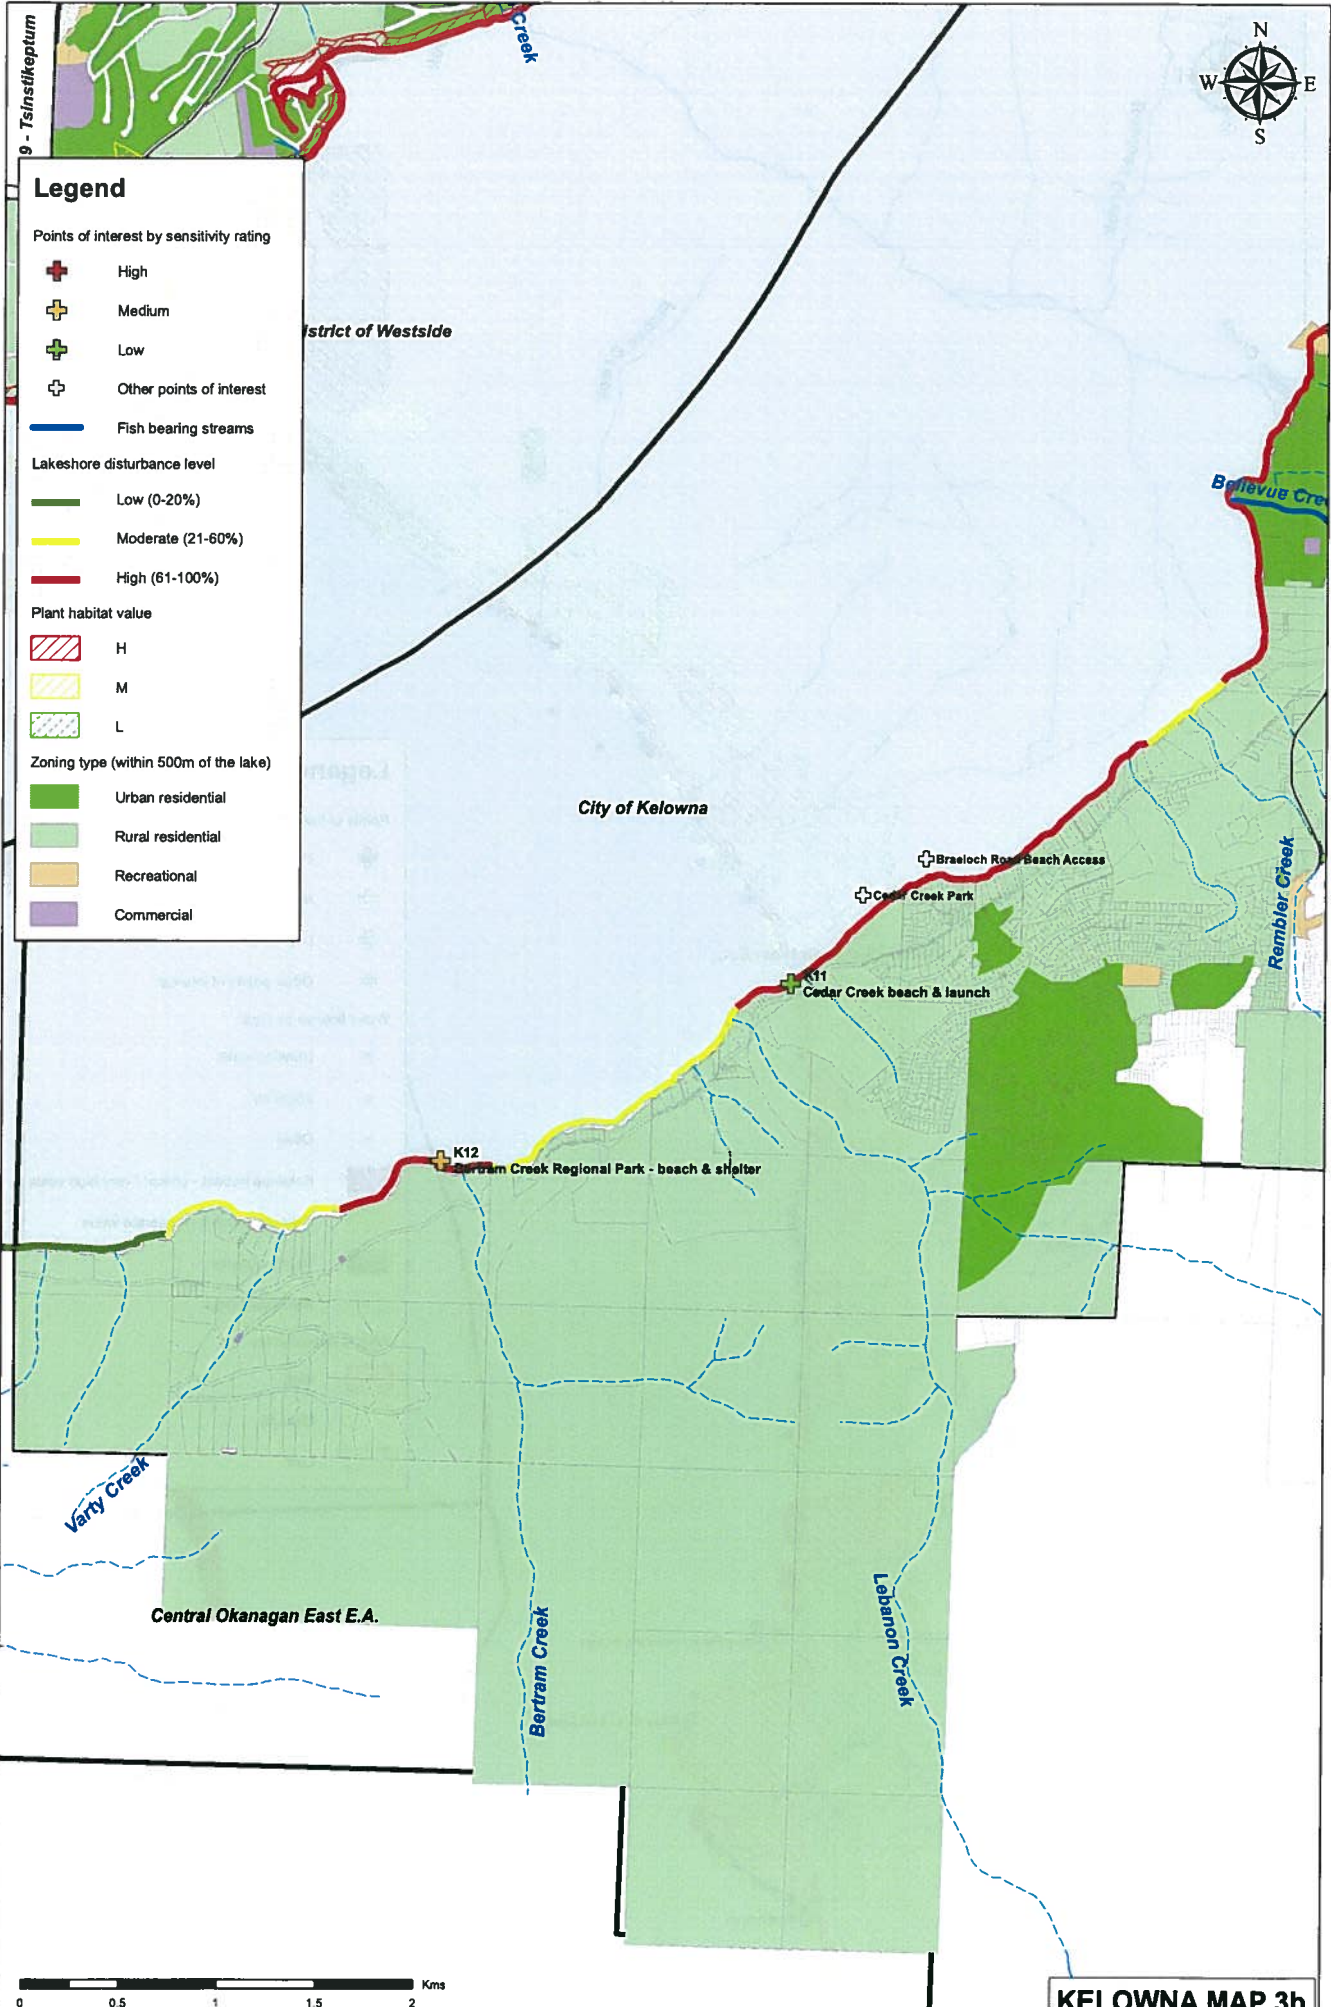 Creek
N
W
E
S
9 - Tsinstikeptum
Legend
Points of interest by sensitivity rating
High
Medium
Low
Other points of interest
Fish bearing streams
Lakeshore disturbance level
Low (0-20%)
Moderate (21-60%)
High (61-100%)
Plant habitat value
H
M
L
Zoning type (within 500m of the lake)
Urban residential
Rural residential
Recreational
Commercial
istrict of Westside
Bellevue Cree
City of Kelowna
Braeloch Road Beach Access
Cedar Creek Park
Rembler Creek
K11
Cedar Creek beach & launch
K12
Bertram Creek Regional Park - beach & shelter
Varty Creek
Central Okanagan East E.A.
Bertram Creek
Lebanon Creek
Kms
0 0.5 1 1.5 2
KELOWNA MAP 3b